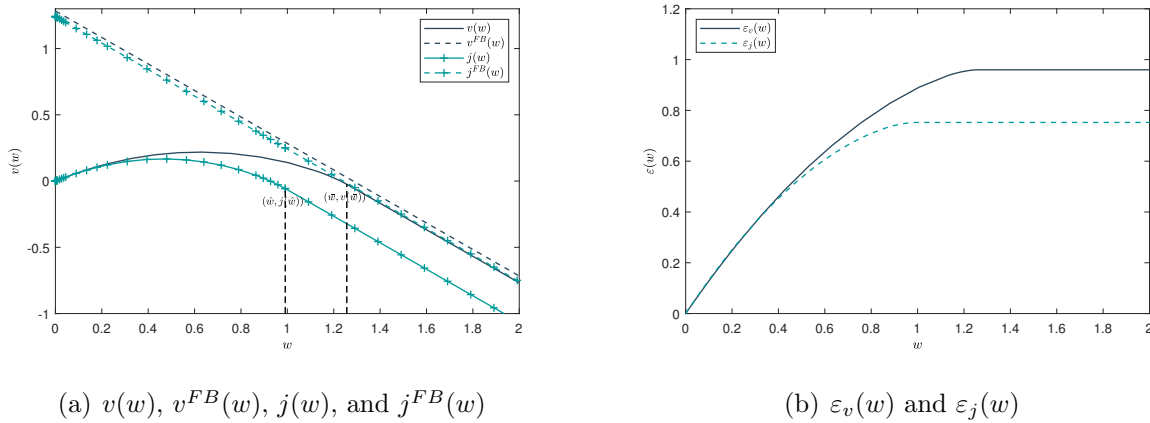 v(w)
v^{FB}(w)
j(w)
j^{FB}(w)
1
0.5
0
-0.5
-1
v(w)
(ŵ, j(ŵ))
(w̄, v(w̄))
0 0.2 0.4 0.6 0.8 1 1.2 1.4 1.6 1.8 2
w
(a) v(w), v^{FB}(w), j(w), and j^{FB}(w)
ε_v(w)
ε_j(w)
1.2
1
0.8
0.6
0.4
0.2
0
ε(w)
0 0.2 0.4 0.6 0.8 1 1.2 1.4 1.6 1.8 2
w
(b) ε_v(w) and ε_j(w)